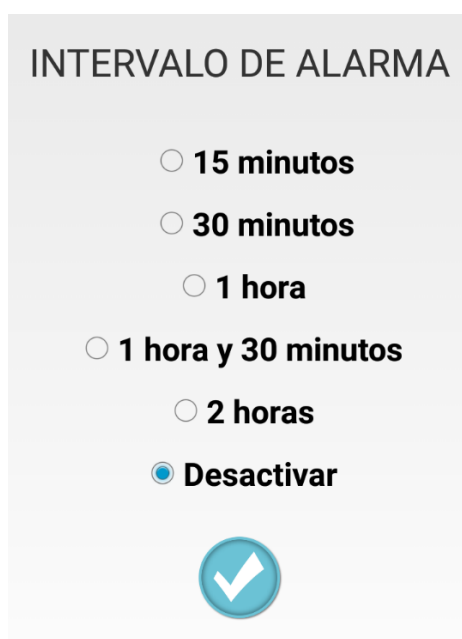 INTERVALO DE ALARMA
15 minutos
30 minutos
1 hora
1 hora y 30 minutos
2 horas
Desactivar